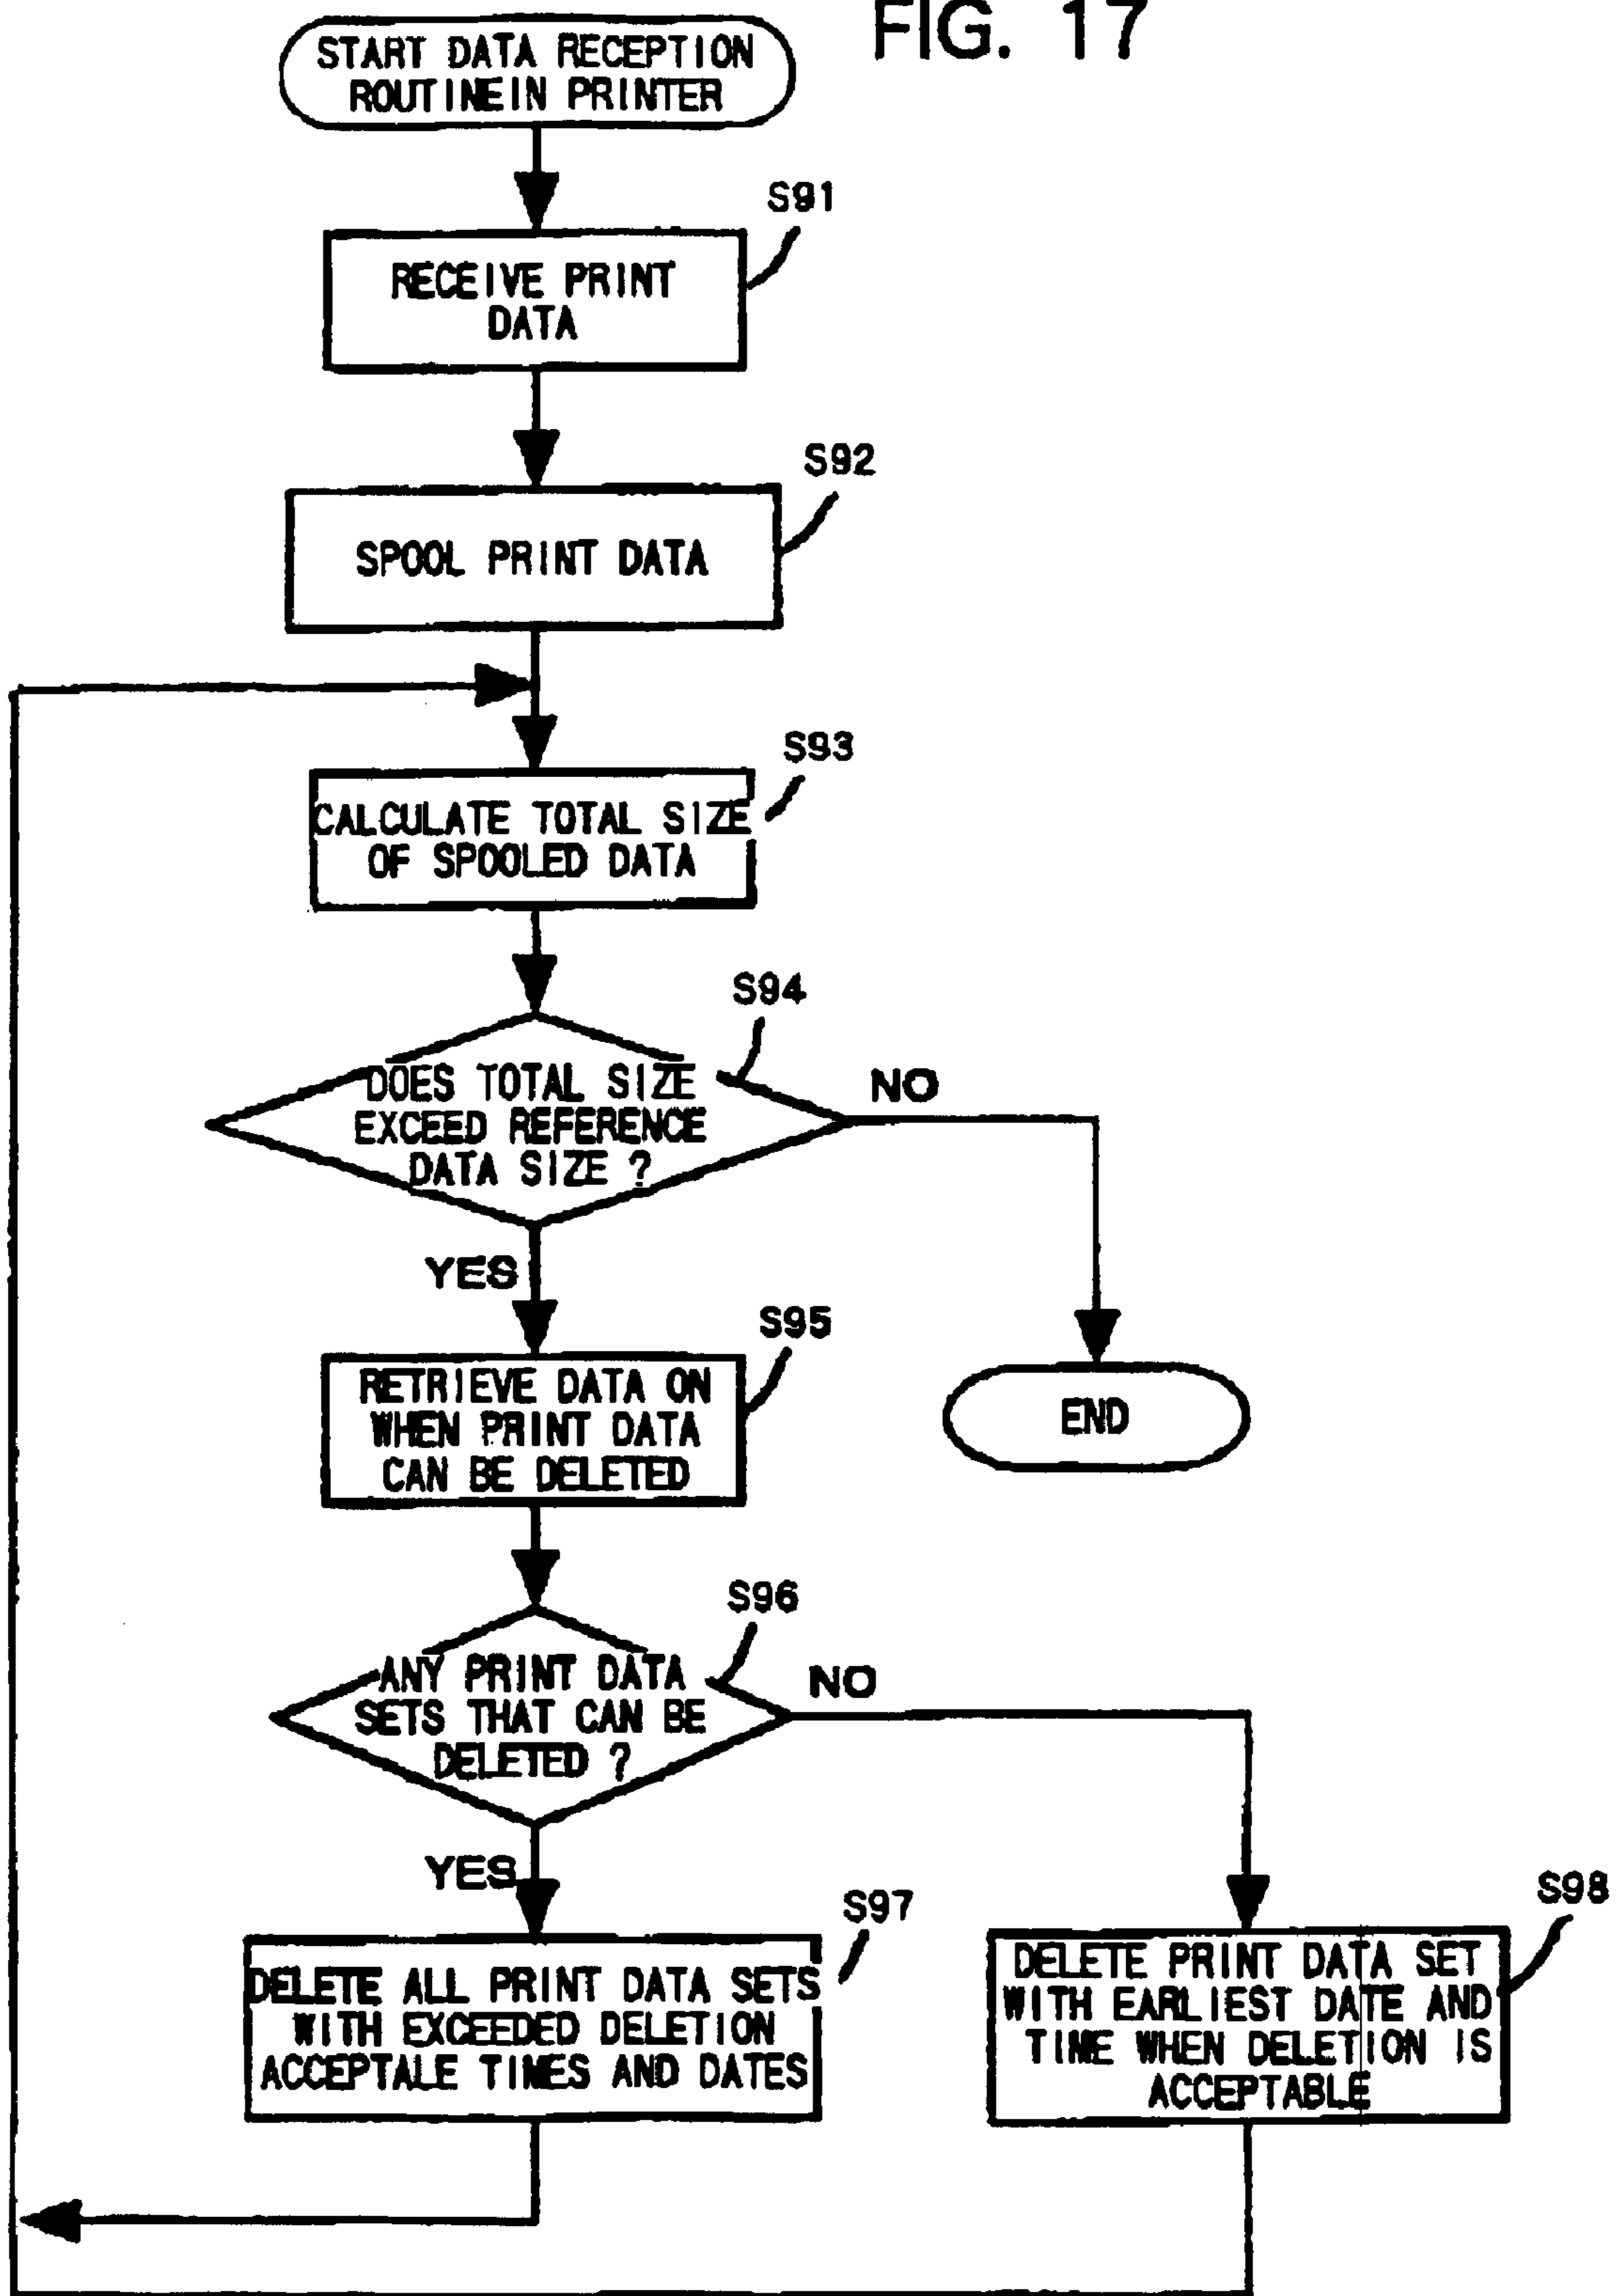 FIG. 17
START DATA RECEPTION
ROUTINEIN PRINTER
S91
RECEIVE PRINT
DATA
S92
SPOOL PRINT DATA
S93
CALCULATE TOTAL SIZE
OF SPOOLED DATA
S94
DOES TOTAL SIZE
EXCEED REFERENCE
DATA SIZE ?
NO
YES
S95
RETRIEVE DATA ON
WHEN PRINT DATA
CAN BE DELETED
END
S96
ANY PRINT DATA
SETS THAT CAN BE
DELETED ?
NO
YES
S97
DELETE ALL PRINT DATA SETS
WITH EXCEEDED DELETION
ACCEPTALE TIMES AND DATES
S98
DELETE PRINT DATA SET
WITH EARLIEST DATE AND
TIME WHEN DELETION IS
ACCEPTABLE